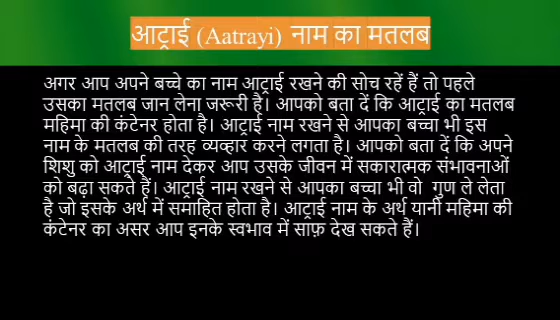 आट्राई (Aatrayi) नाम का मतलब
अगर आप अपने बच्चे का नाम आट्राई रखने की सोच रहें हैं तो पहले
उसका मतलब जान लेना जरूरी है। आपको बता दें कि आट्राई का मतलब
महिमा की कंटेनर होता है। आट्राई नाम रखने से आपका बच्चा भी इस
नाम के मतलब की तरह व्यव्हार करने लगता है। आपको बता दें कि अपने
शिशु को आट्राई नाम देकर आप उसके जीवन में सकारात्मक संभावनाओं
को बढ़ा सकते हैं। आट्राई नाम रखने से आपका बच्चा भी वो गुण ले लेता
है जो इसके अर्थ में समाहित होता है। आट्राई नाम के अर्थ यानी महिमा की
कंटेनर का असर आप इनके स्वभाव में साफ़ देख सकते हैं।